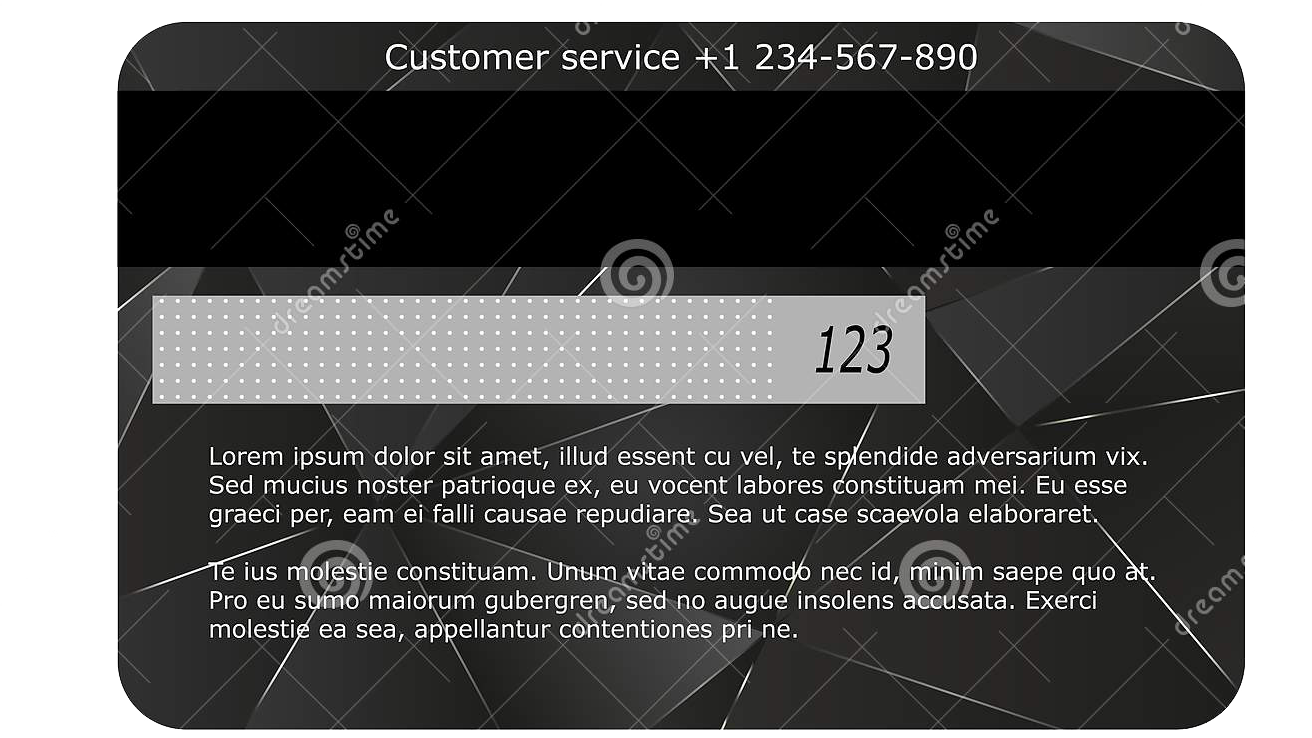 Customer service +1 234-567-890
123
Lorem ipsum dolor sit amet, illud essent cu vel, te splendide adversarium vix.
Sed mucius noster patrioque ex, eu vocent labores constituam mei. Eu esse
graeci per, eam ei falli causae repudiare. Sea ut case scaevola elaboraret.
Te ius molestie constituam. Unum vitae commodo nec id, minim saepe quo at.
Pro eu sumo maiorum gubergren, sed no augue insolens accusata. Exerci
molestie ea sea, appellantur contentiones pri ne.
dreamstime
dreamstime
dreamstime